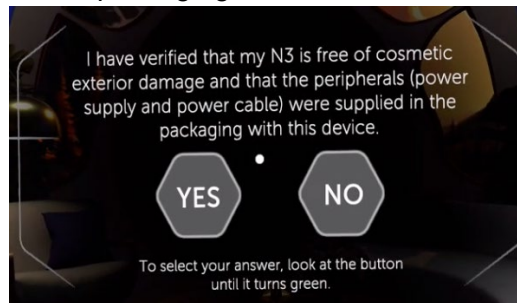 I have verified that my N3 is free of cosmetic
exterior damage and that the peripherals (power
supply and power cable) were supplied in the
packaging with this device.
YES
NO
To select your answer, look at the button
until it turns green.